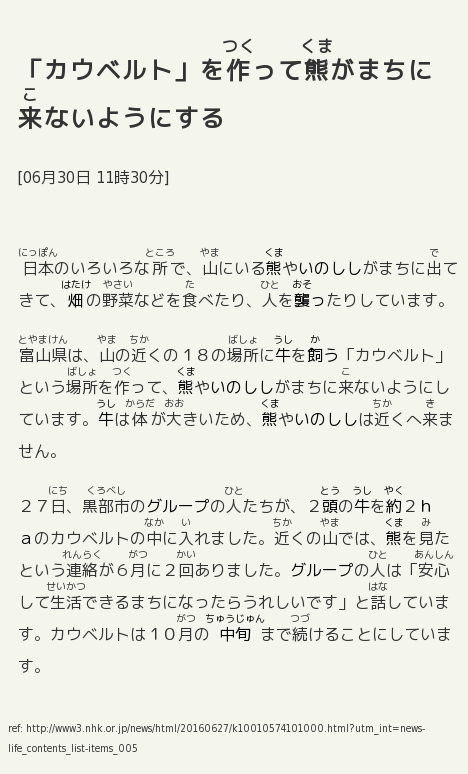 「カウベルト」を作って熊がまちに
来ないようにする
[06月30日 11時30分]
日本のいろいろな所で、山にいる熊やいのししがまちに出て
きて、畑の野菜などを食べたり、人を襲ったりしています。
富山県は、山の近くの１８の場所に牛を飼う「カウベルト」
という場所を作って、熊やいのししがまちに来ないようにし
ています。牛は体が大きいため、熊やいのししは近くへ来ま
せん。
２７日、黒部市のグループの人たちが、２頭の牛を約２ｈ
ａのカウベルトの中に入れました。近くの山では、熊を見た
という連絡が６月に２回ありました。グループの人は「安心
して生活できるまちになったらうれしいです」と話していま
す。カウベルトは１０月の中旬まで続けることにしていま
す。
ref: http://www3.nhk.or.jp/news/html/20160627/k10010574101000.html?utm_int=news-
life_contents_list-items_005